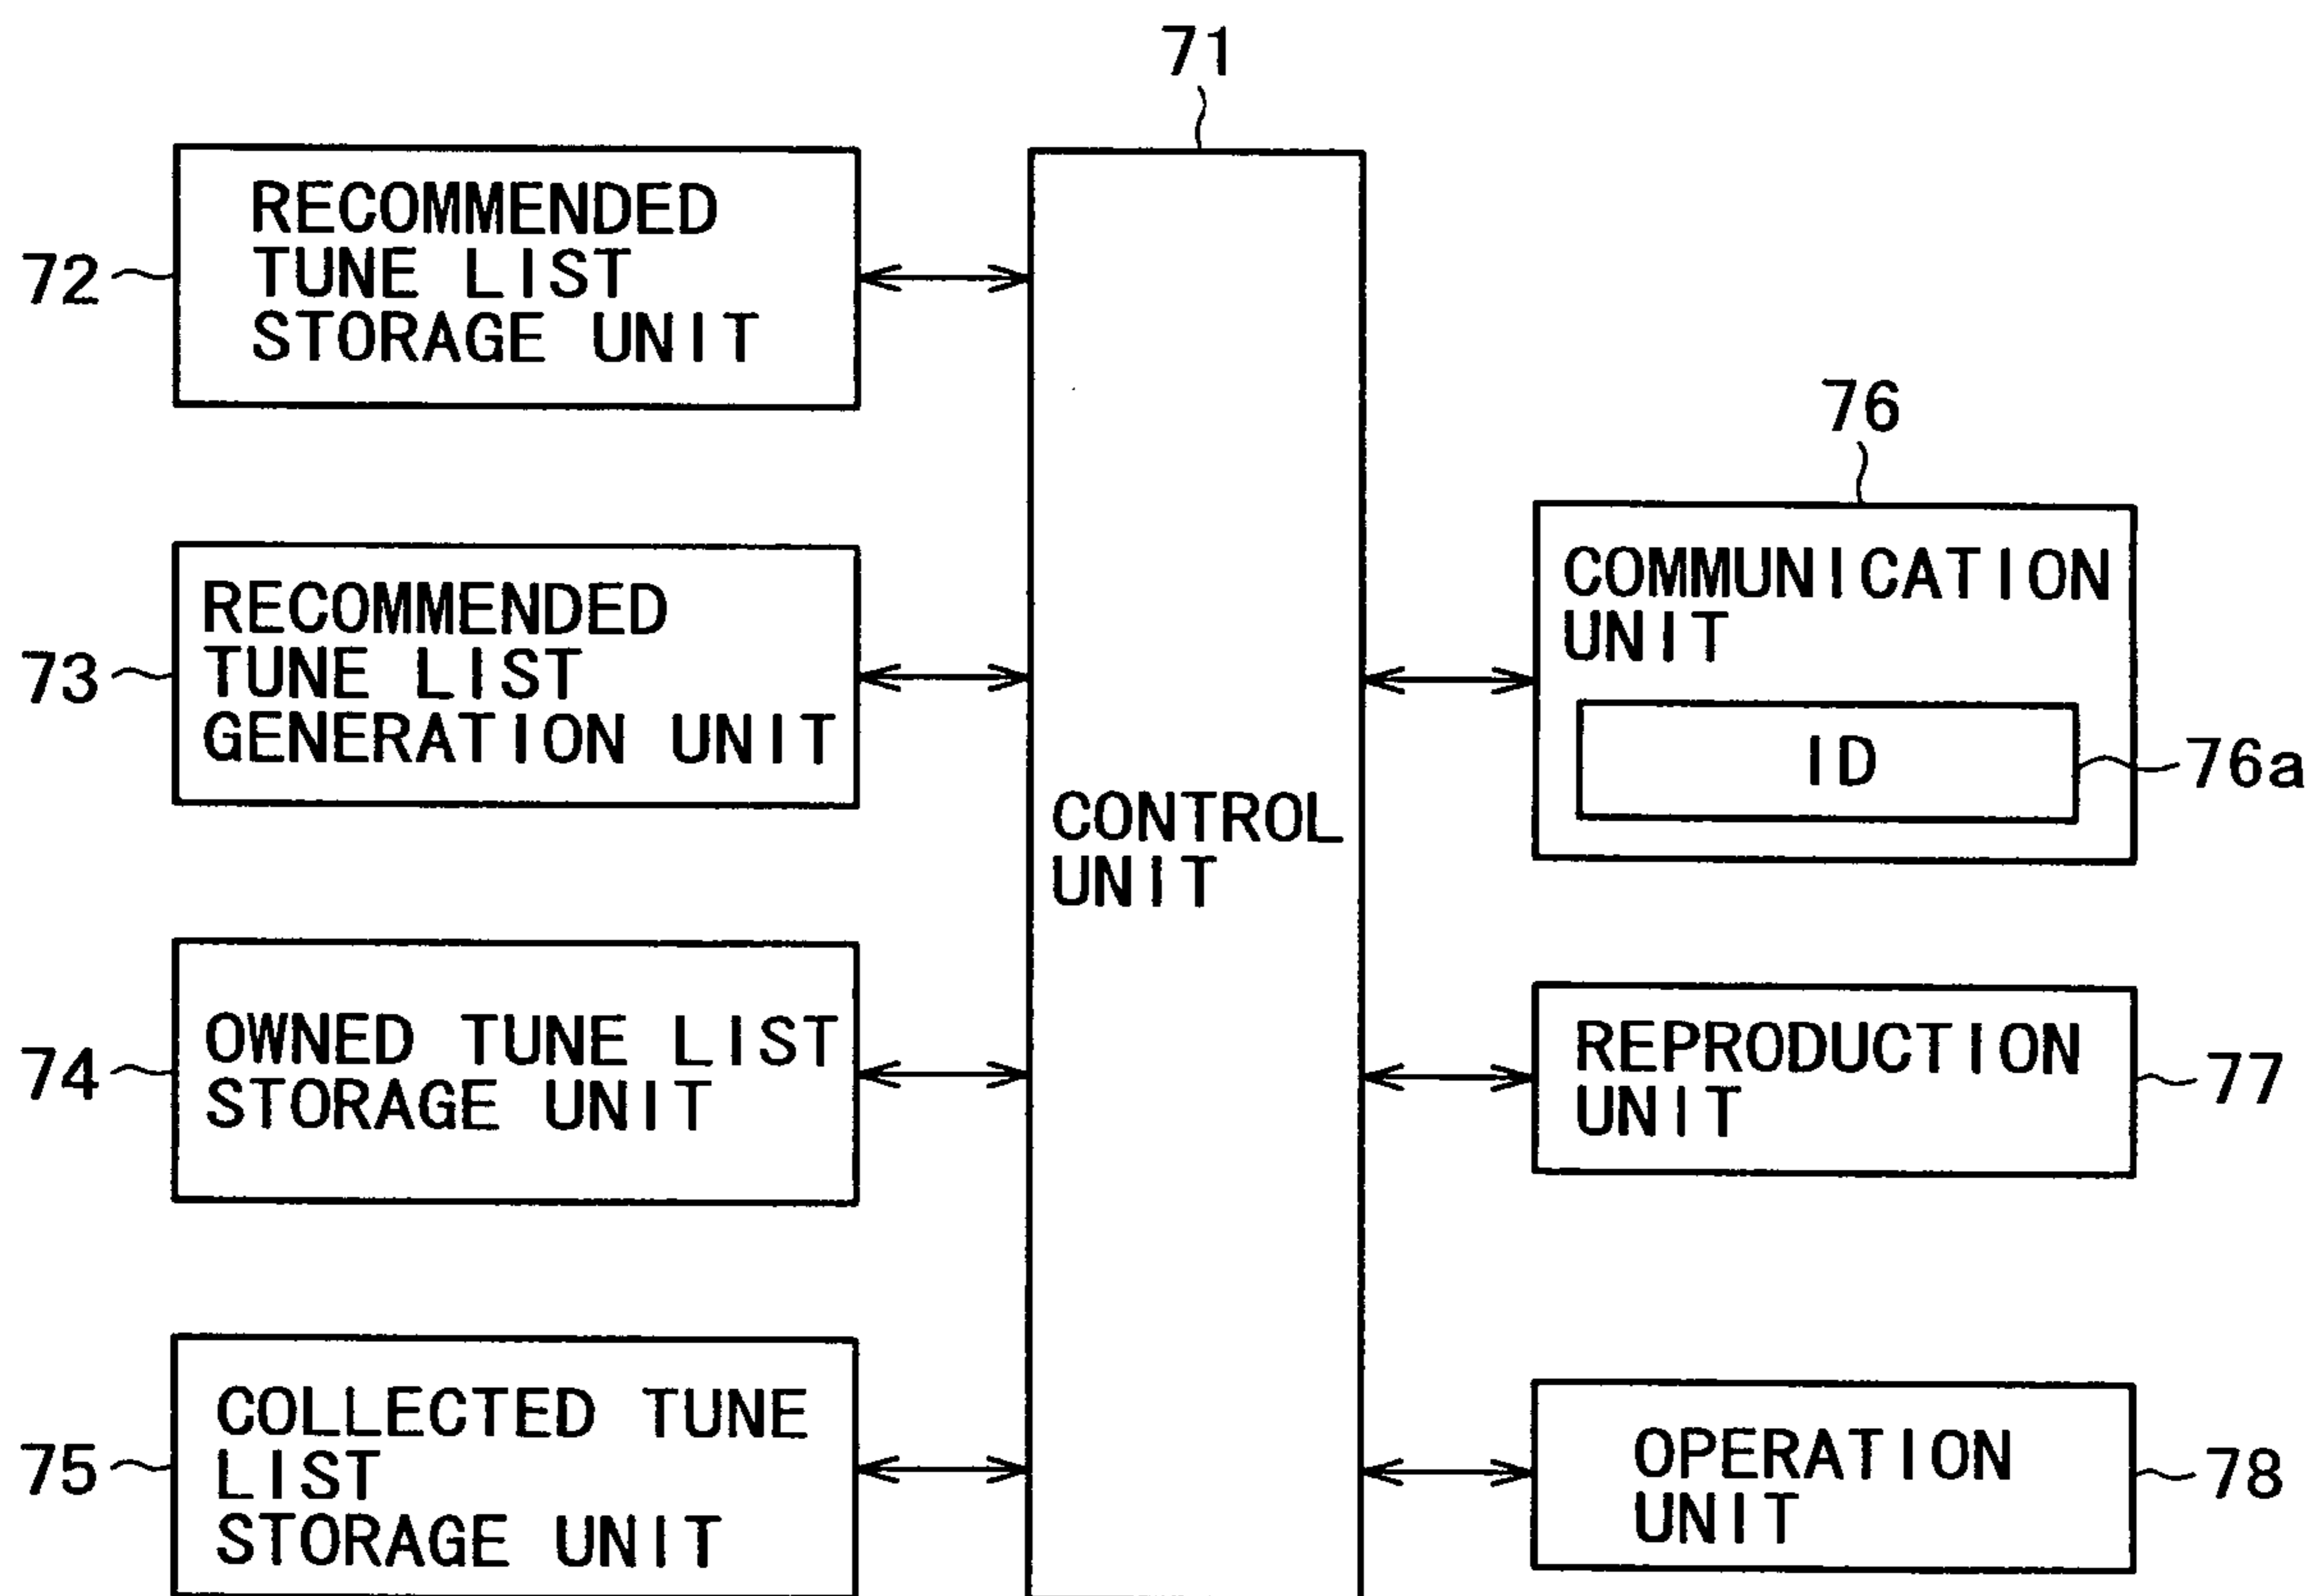 71
72
RECOMMENDED
TUNE LIST
STORAGE UNIT
73
RECOMMENDED
TUNE LIST
GENERATION UNIT
74
OWNED TUNE LIST
STORAGE UNIT
75
COLLECTED TUNE
LIST
STORAGE UNIT
CONTROL
UNIT
76
COMMUNICATION
UNIT
ID
76a
REPRODUCTION
UNIT
77
OPERATION
UNIT
78